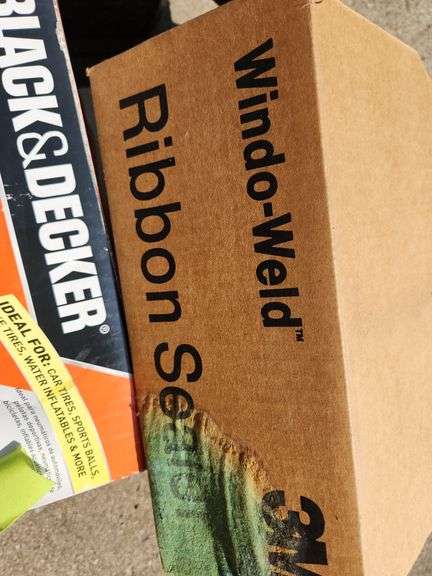 BLACK&DECKER®
IDEAL FOR: CAR TIRES, SPORTS BALLS,
TIRES, WATER INFLATABLES & MORE
Windo-Weld™
Ribbon Sealer
3M